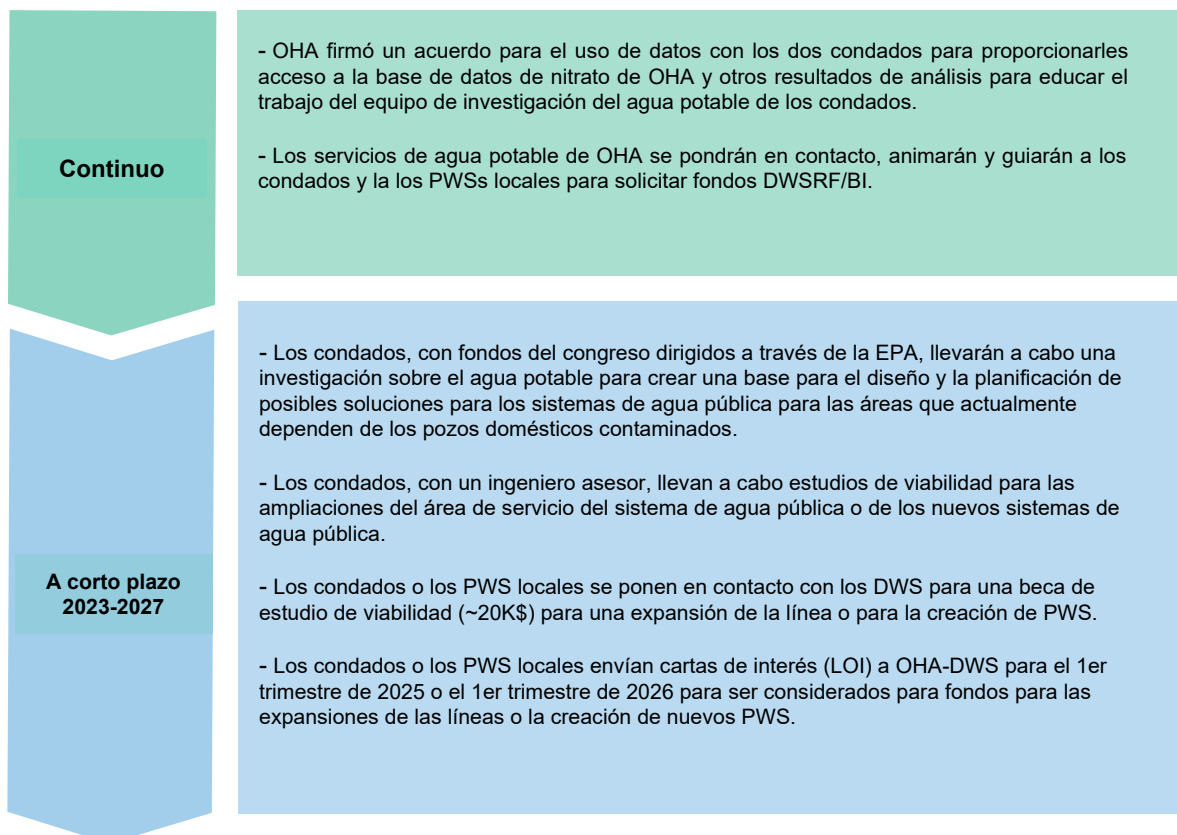 Continuo
- OHA firmó un acuerdo para el uso de datos con los dos condados para proporcionarles
acceso a la base de datos de nitrato de OHA y otros resultados de análisis para educar el
trabajo del equipo de investigación del agua potable de los condados.
- Los servicios de agua potable de OHA se pondrán en contacto, animarán y guiarán a los
condados y la los PWSs locales para solicitar fondos DWSRF/BI.
A corto plazo
2023-2027
- Los condados, con fondos del congreso dirigidos a través de la EPA, llevarán a cabo una
investigación sobre el agua potable para crear una base para el diseño y la planificación de
posibles soluciones para los sistemas de agua pública para las áreas que actualmente
dependen de los pozos domésticos contaminados.
- Los condados, con un ingeniero asesor, llevan a cabo estudios de viabilidad para las
ampliaciones del área de servicio del sistema de agua pública o de los nuevos sistemas de
agua pública.
- Los condados o los PWS locales se ponen en contacto con los DWS para una beca de
estudio de viabilidad (~20K$) para una expansión de la línea o para la creación de PWS.
- Los condados o los PWS locales envían cartas de interés (LOI) a OHA-DWS para el 1er
trimestre de 2025 o el 1er trimestre de 2026 para ser considerados para fondos para las
expansiones de las líneas o la creación de nuevos PWS.